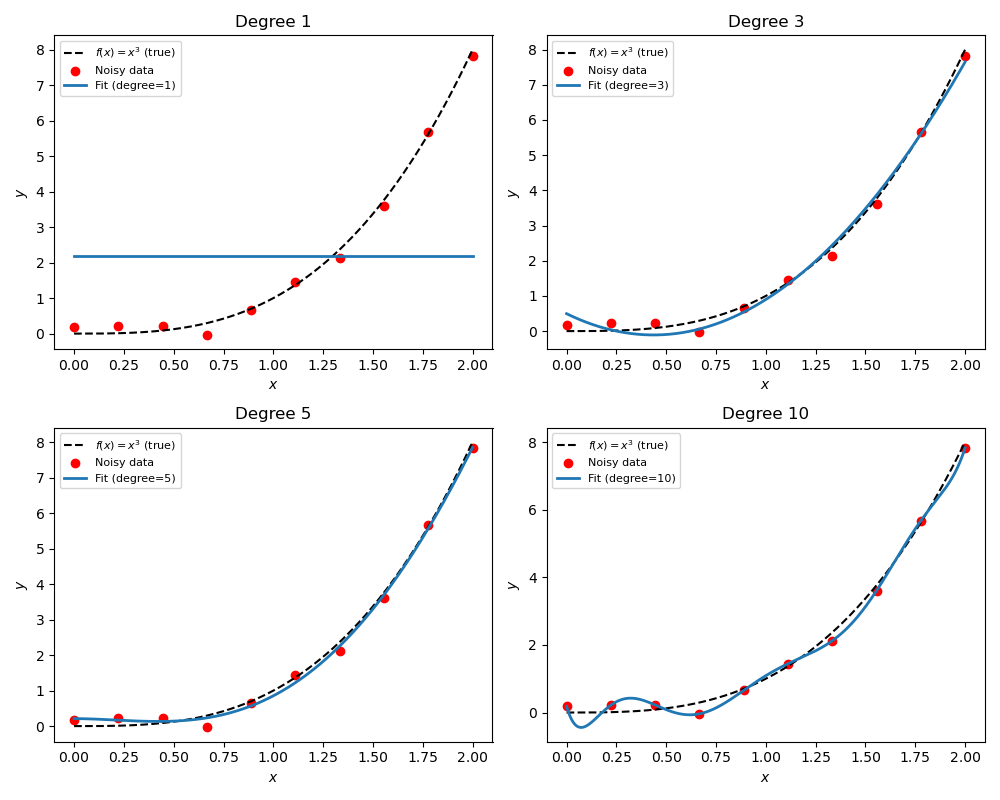 Degree 1
f(x) = x³ (true)
Noisy data
Fit (degree=1)
8
7
6
5
4
3
2
1
0
y
0.00 0.25 0.50 0.75 1.00 1.25 1.50 1.75 2.00
x
Degree 3
f(x) = x³ (true)
Noisy data
Fit (degree=3)
8
7
6
5
4
3
2
1
0
y
0.00 0.25 0.50 0.75 1.00 1.25 1.50 1.75 2.00
x
Degree 5
f(x) = x³ (true)
Noisy data
Fit (degree=5)
8
7
6
5
4
3
2
1
0
y
0.00 0.25 0.50 0.75 1.00 1.25 1.50 1.75 2.00
x
Degree 10
f(x) = x³ (true)
Noisy data
Fit (degree=10)
8
6
4
2
0
y
0.00 0.25 0.50 0.75 1.00 1.25 1.50 1.75 2.00
x